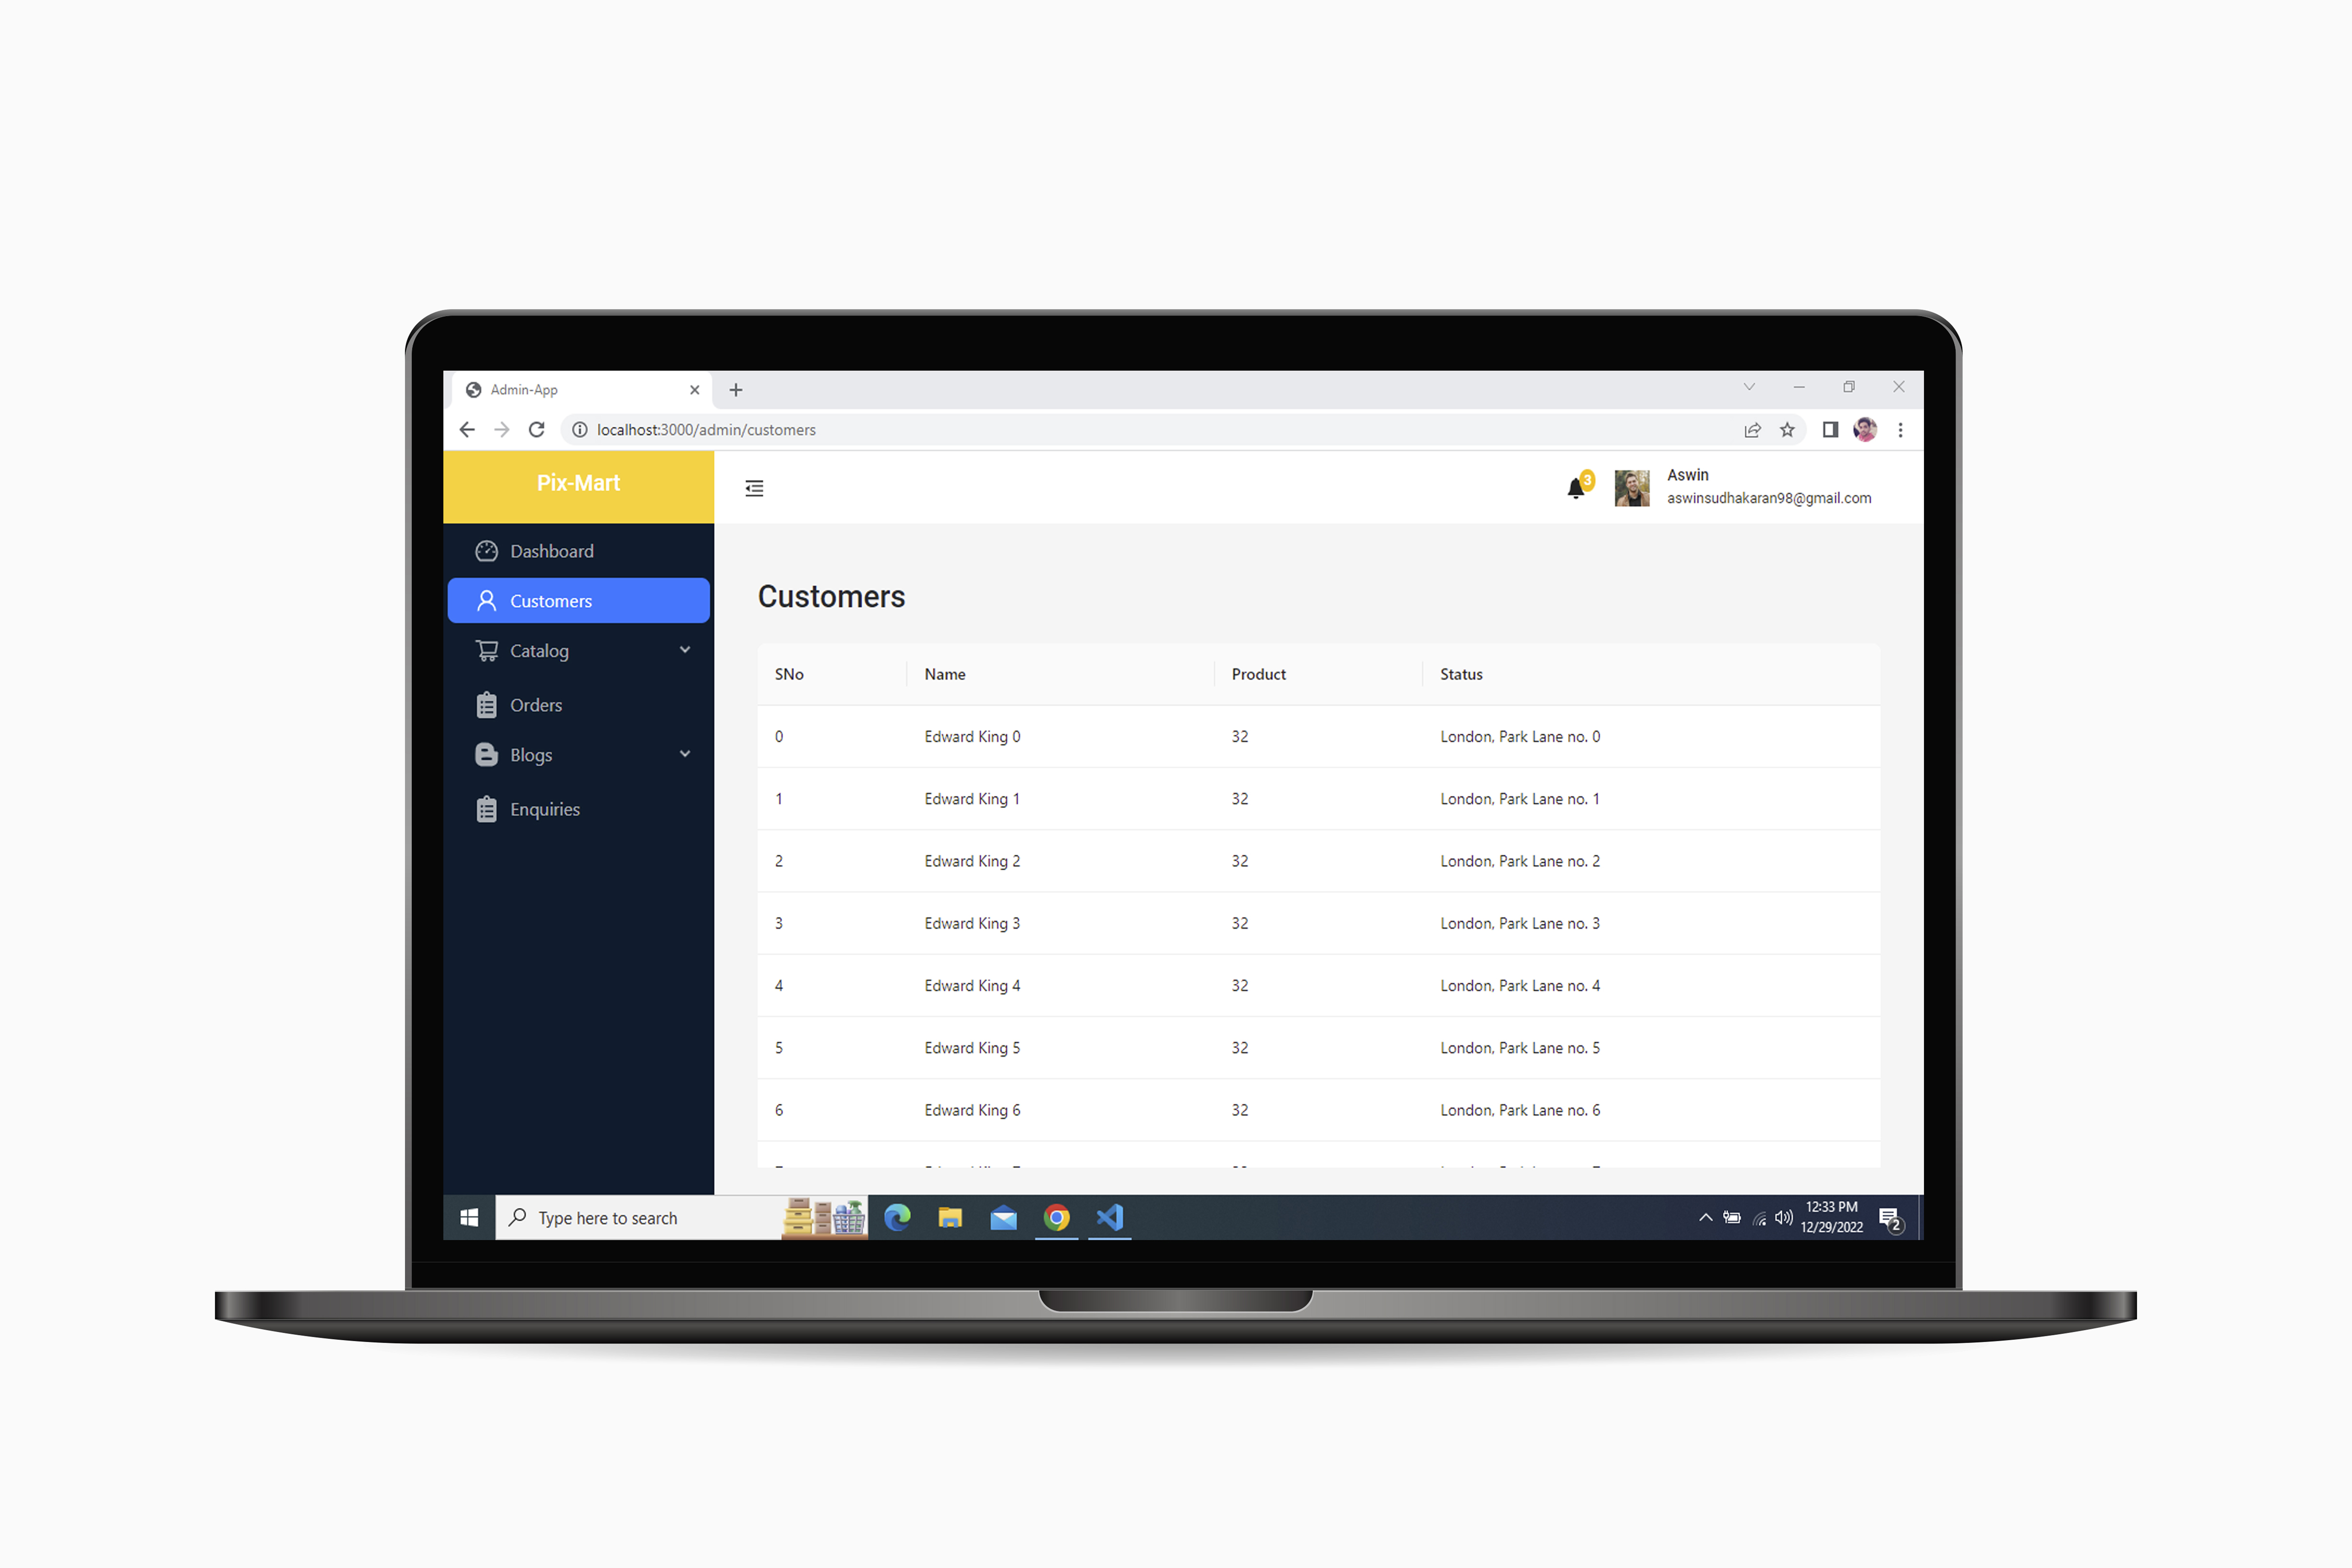 Admin-App
localhost:3000/admin/customers
Pix-Mart
3
Aswin
aswinsudhakaran98@gmail.com
Dashboard
Customers
Catalog
Orders
Blogs
Enquiries
Customers
SNo Name Product Status
0 Edward King 0 32 London, Park Lane no. 0
1 Edward King 1 32 London, Park Lane no. 1
2 Edward King 2 32 London, Park Lane no. 2
3 Edward King 3 32 London, Park Lane no. 3
4 Edward King 4 32 London, Park Lane no. 4
5 Edward King 5 32 London, Park Lane no. 5
6 Edward King 6 32 London, Park Lane no. 6
Type here to search
12:33 PM
12/29/2022
2